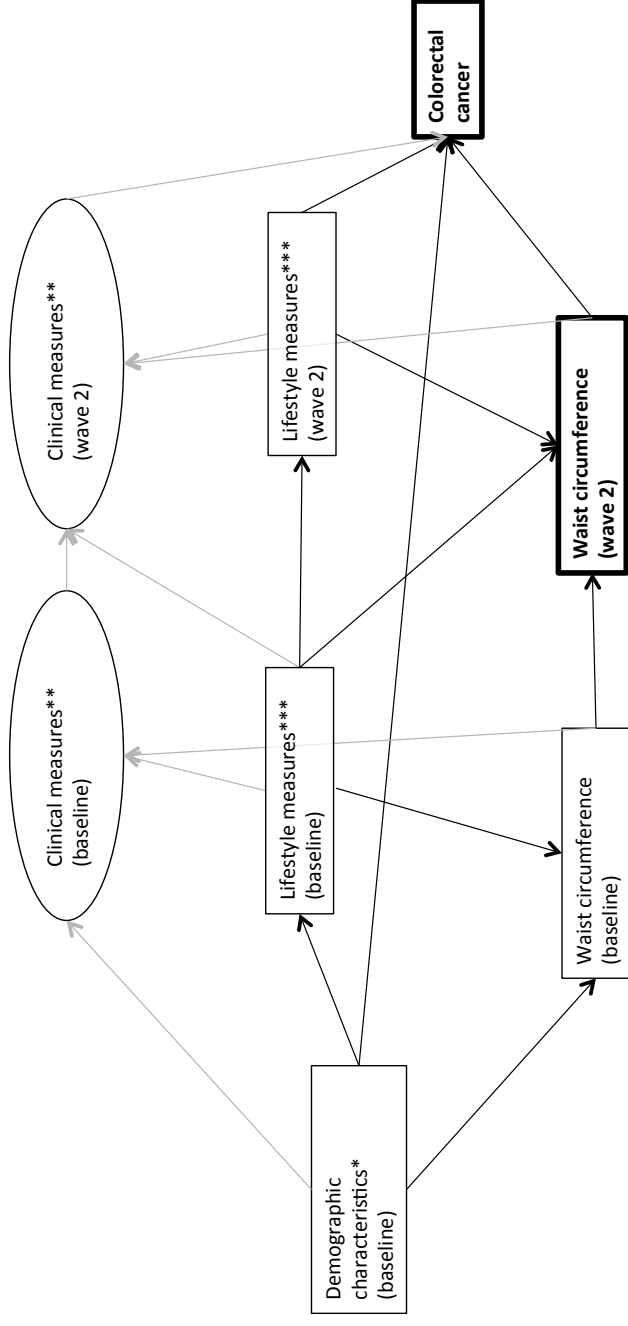 Demographic
characteristics*
(baseline)
Clinical measures**
(baseline)
Lifestyle measures***
(baseline)
Waist circumference
(baseline)
Clinical measures**
(wave 2)
Lifestyle measures***
(wave 2)
Waist circumference
(wave 2)
Colorectal
cancer